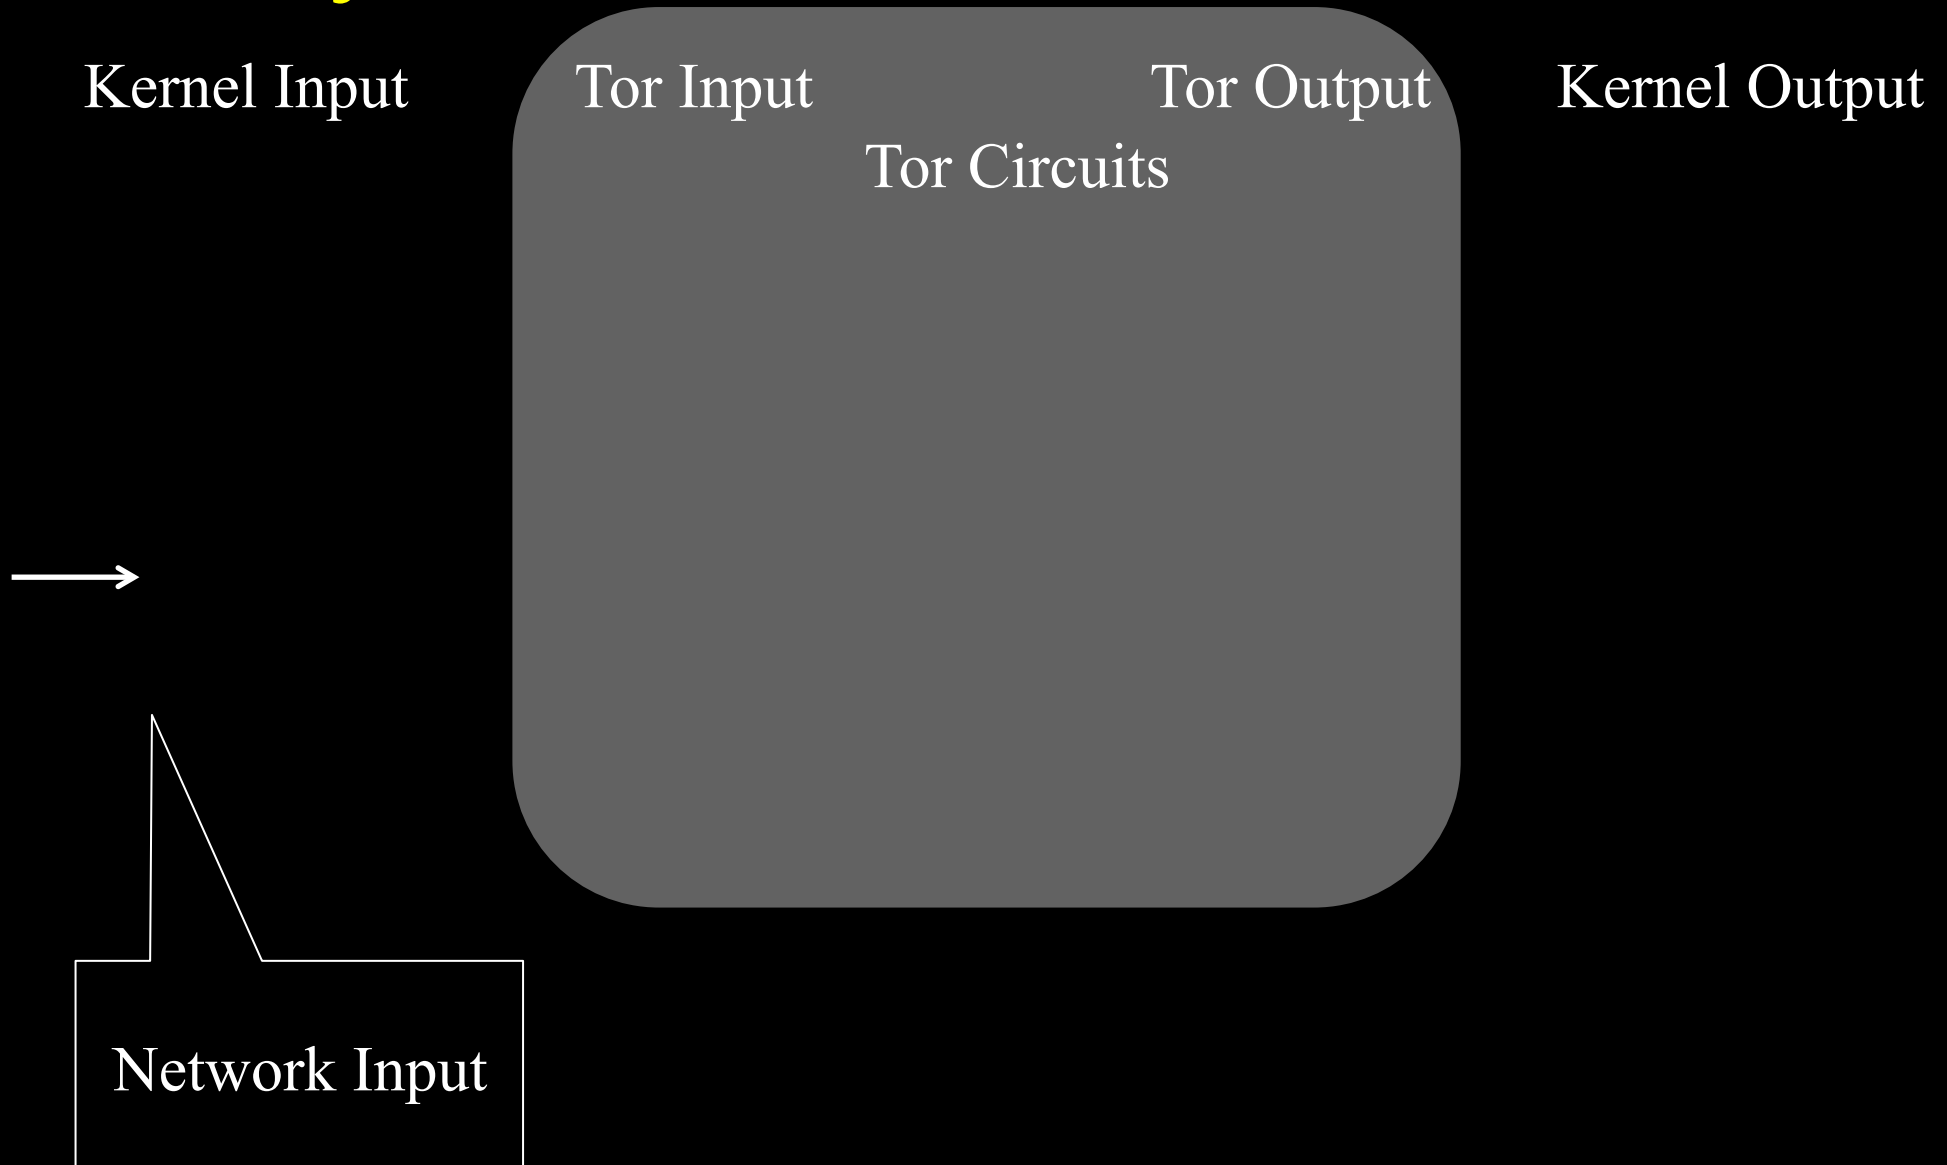 Kernel Input
Tor Input
Tor Output
Kernel Output
Tor Circuits
Network Input